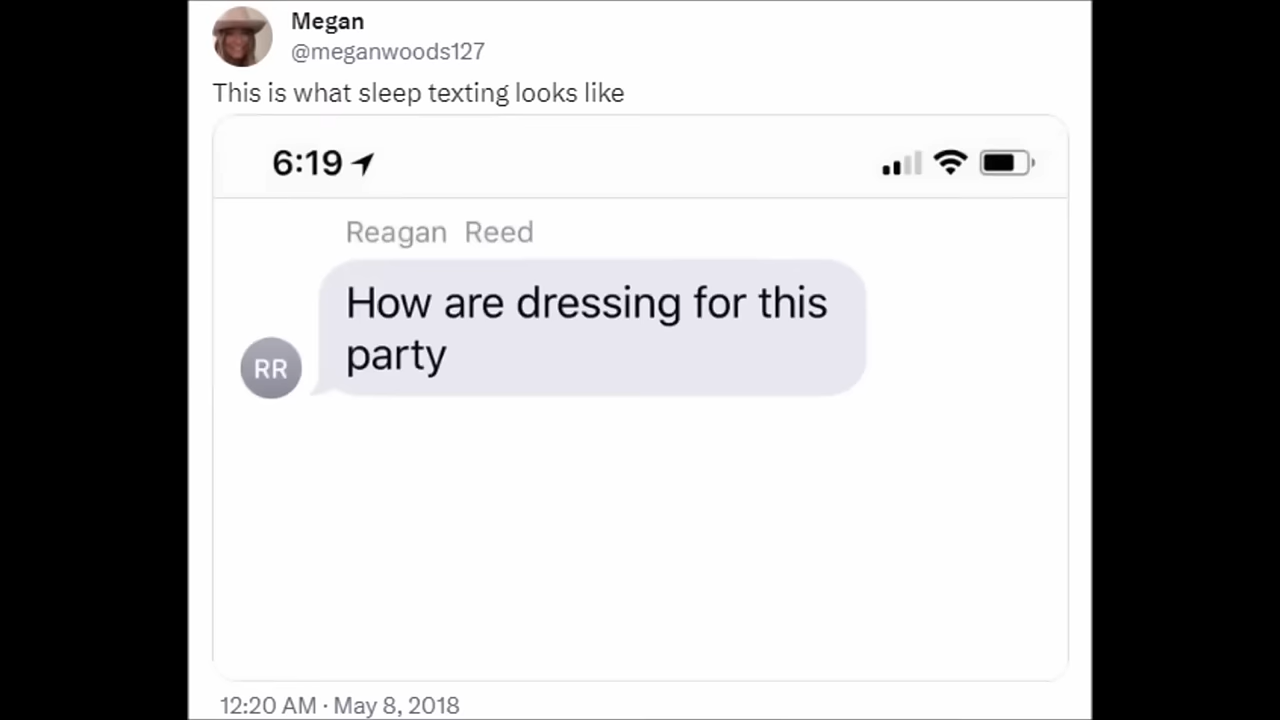 Megan
@meganwoods127
This is what sleep texting looks like
6:19
Reagan Reed
How are dressing for this
party
RR
12:20 AM · May 8, 2018